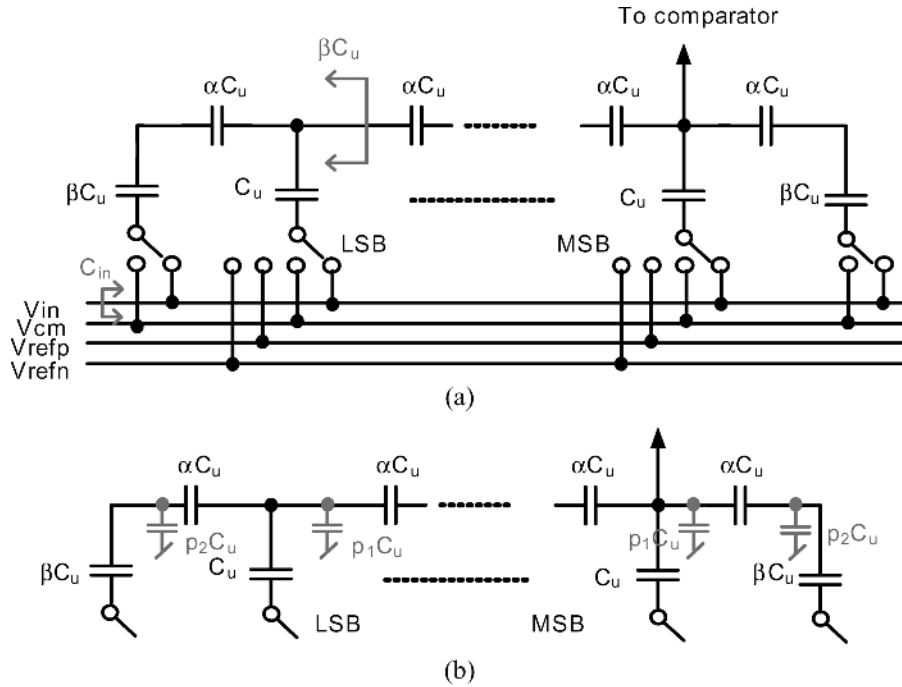 To comparator
βCᵤ
αCᵤ αCᵤ αCᵤ αCᵤ
βCᵤ Cᵤ LSB MSB Cᵤ βCᵤ
Cᵢₙ
Vin
Vcm
Vrefp
Vrefn
(a)
αCᵤ αCᵤ αCᵤ αCᵤ
p₂Cᵤ p₁Cᵤ p₁Cᵤ p₂Cᵤ
βCᵤ Cᵤ Cᵤ βCᵤ
LSB MSB
(b)